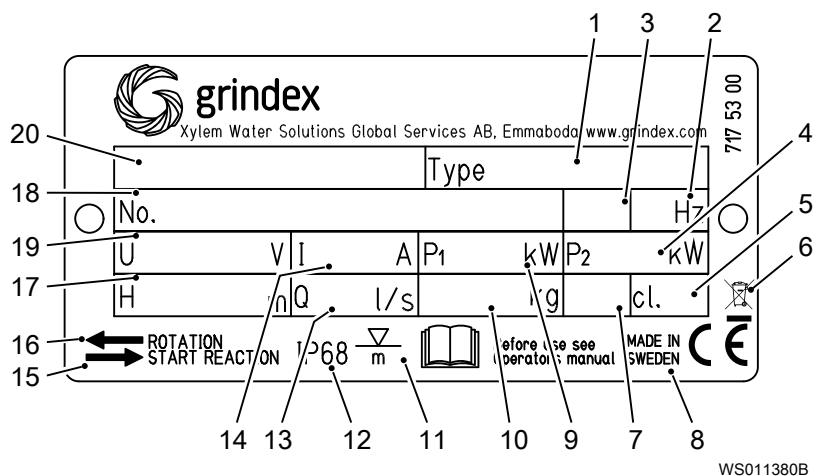 1 3 2
grindex
Xylem Water Solutions Global Services AB, Emmaboda www.grindex.com
717 53 00
20 4
Type
18
No. Hz
5
19
U V I A P1 kW P2 kW
6
17
H m Q l/s kg cl.
16 ROTATION
15 START REACTION
IP68
m
Before use see
operators manual
MADE IN
SWEDEN
CE
14 13 12 11 10 9 7 8
WS011380B